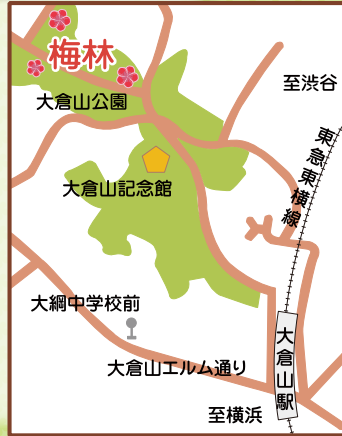 梅林
至渋谷
大倉山公園
東急東横線
大倉山記念館
大綱中学校前
大倉山エルム通り
大倉山駅
至横浜